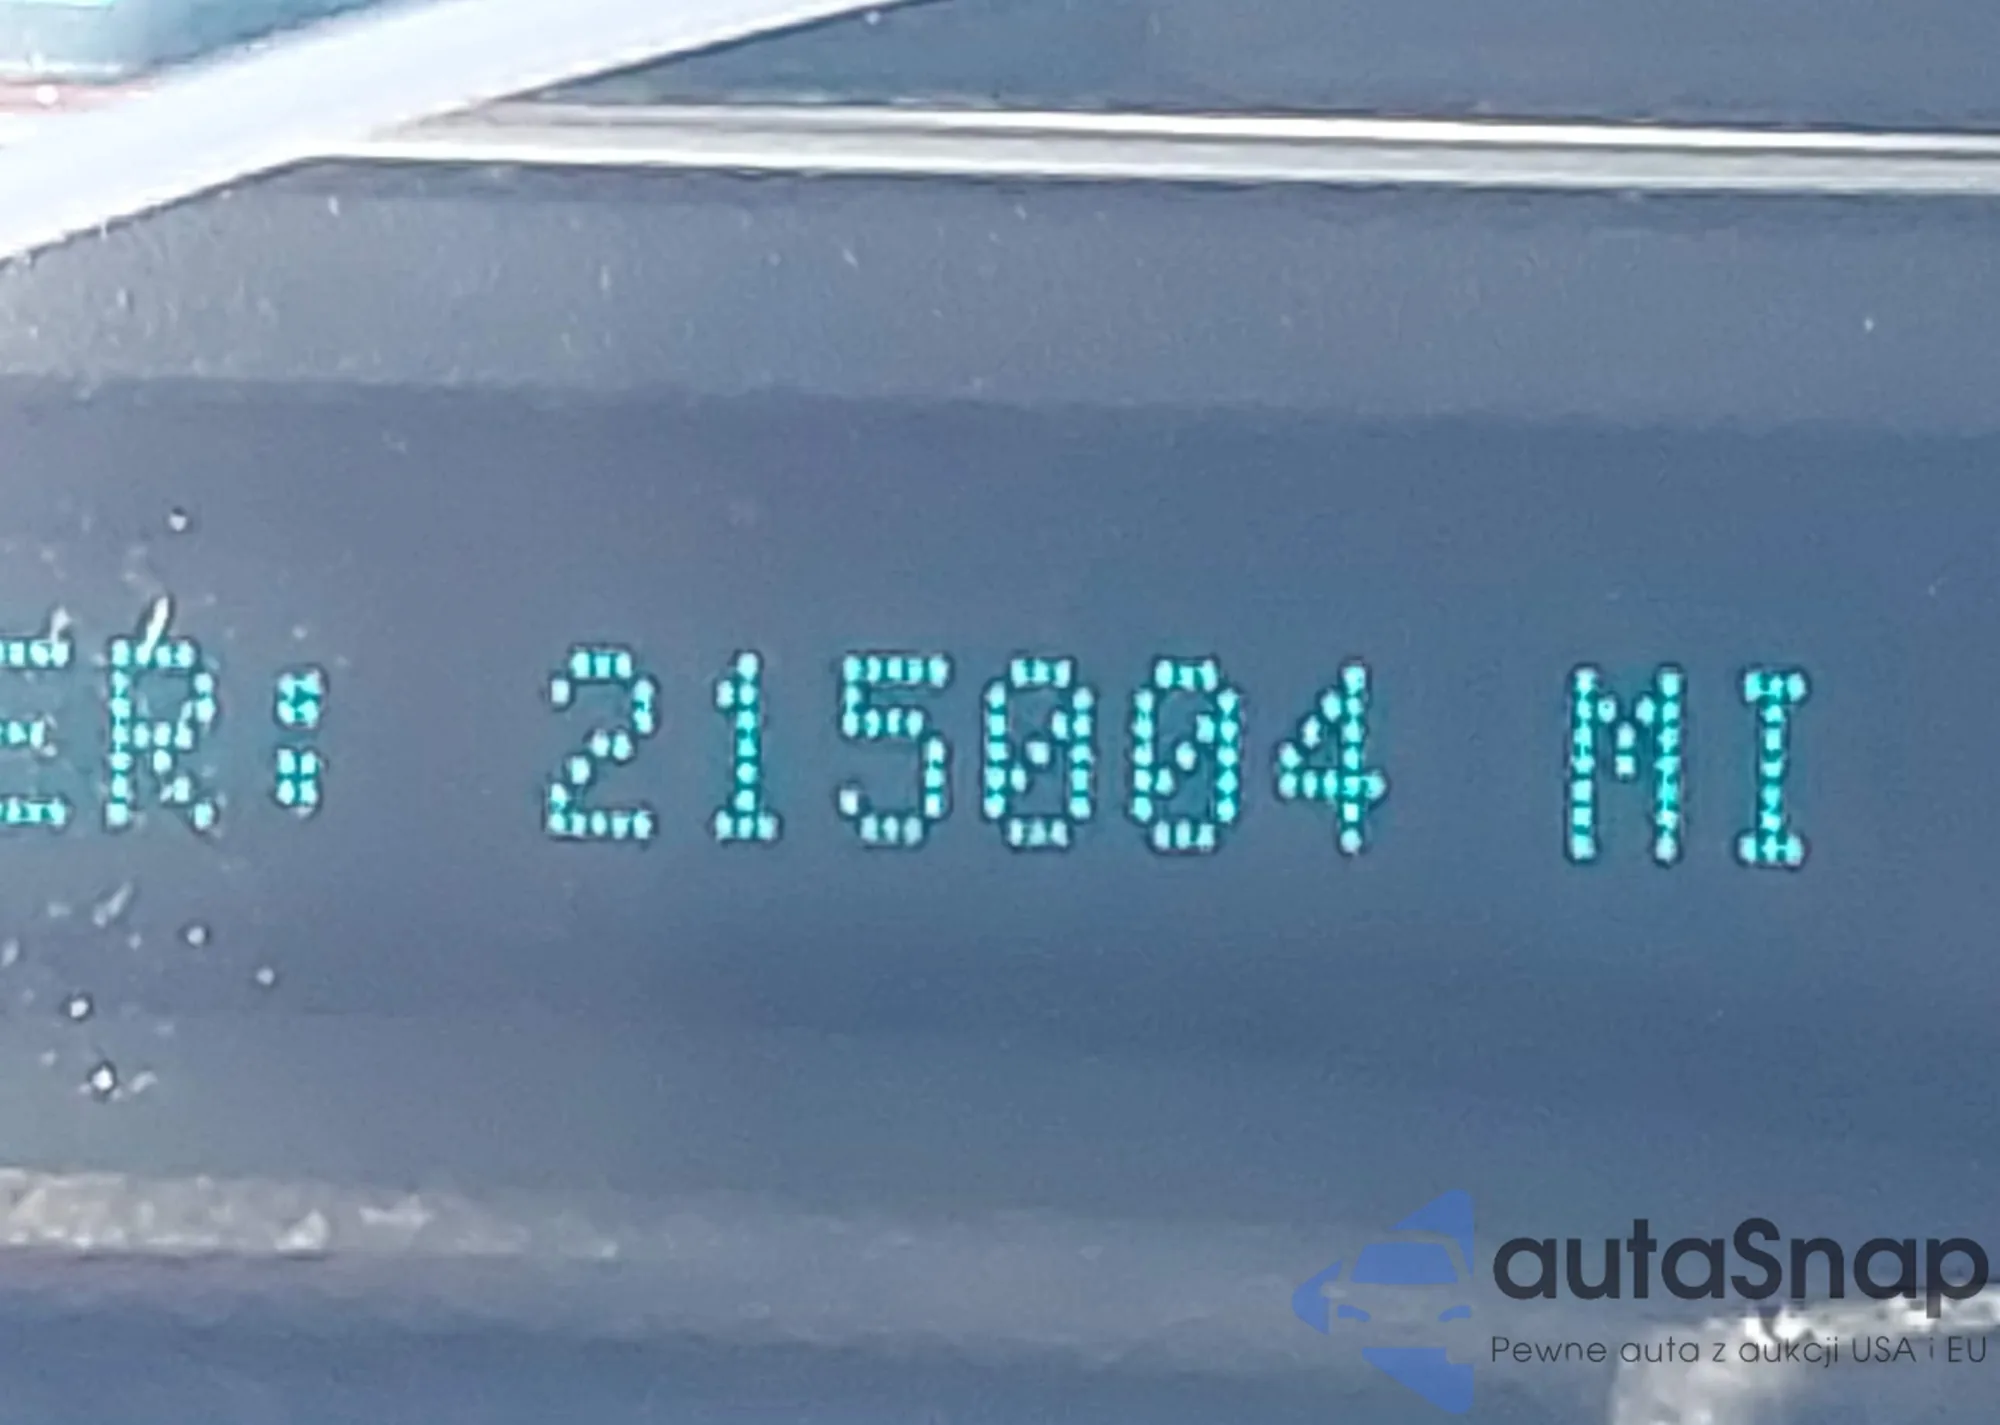 ER: 215004 MI
autaSnap
Pewne auta z aukcji USA i EU